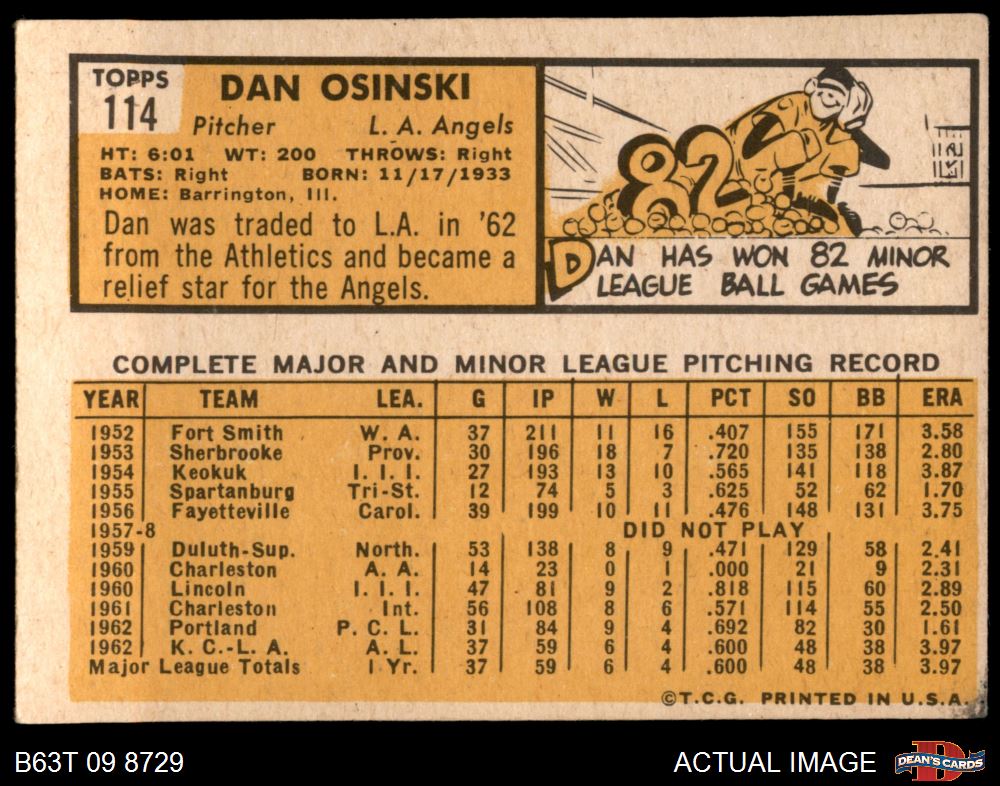 TOPPS
114
DAN OSINSKI
Pitcher L. A. Angels
HT: 6:01 WT: 200 THROWS: Right
BATS: Right BORN: 11/17/1933
HOME: Barrington, Ill.
Dan was traded to L.A. in '62
from the Athletics and became a
relief star for the Angels.
82
DAN HAS WON 82 MINOR
LEAGUE BALL GAMES
COMPLETE MAJOR AND MINOR LEAGUE PITCHING RECORD
YEAR TEAM LEA. G IP W L PCT SO BB ERA
1952 Fort Smith W. A. 37 211 11 16 .407 155 171 3.58
1953 Sherbrooke Prov. 30 196 18 7 .720 135 138 2.80
1954 Keokuk I. I. I. 27 193 13 10 .565 141 118 3.87
1955 Spartanburg Tri-St. 12 74 5 3 .625 52 62 1.70
1956 Fayetteville Carol. 39 199 10 11 .476 148 131 3.75
1957-8 DID NOT PLAY
1959 Duluth-Sup. North. 53 138 8 9 .471 129 58 2.41
1960 Charleston A. A. 14 23 0 1 .000 21 9 2.31
1960 Lincoln I. I. I. 47 81 9 2 .818 115 60 2.89
1961 Charleston Int. 56 108 8 6 .571 114 55 2.50
1962 Portland P. C. L. 31 84 9 4 .692 82 30 1.61
1962 K. C.-L. A. A. L. 37 59 6 4 .600 48 38 3.97
Major League Totals 1 Yr. 37 59 6 4 .600 48 38 3.97
©T.C.G. PRINTED IN U.S.A.
B63T 09 8729 ACTUAL IMAGE DEAN'S CARDS